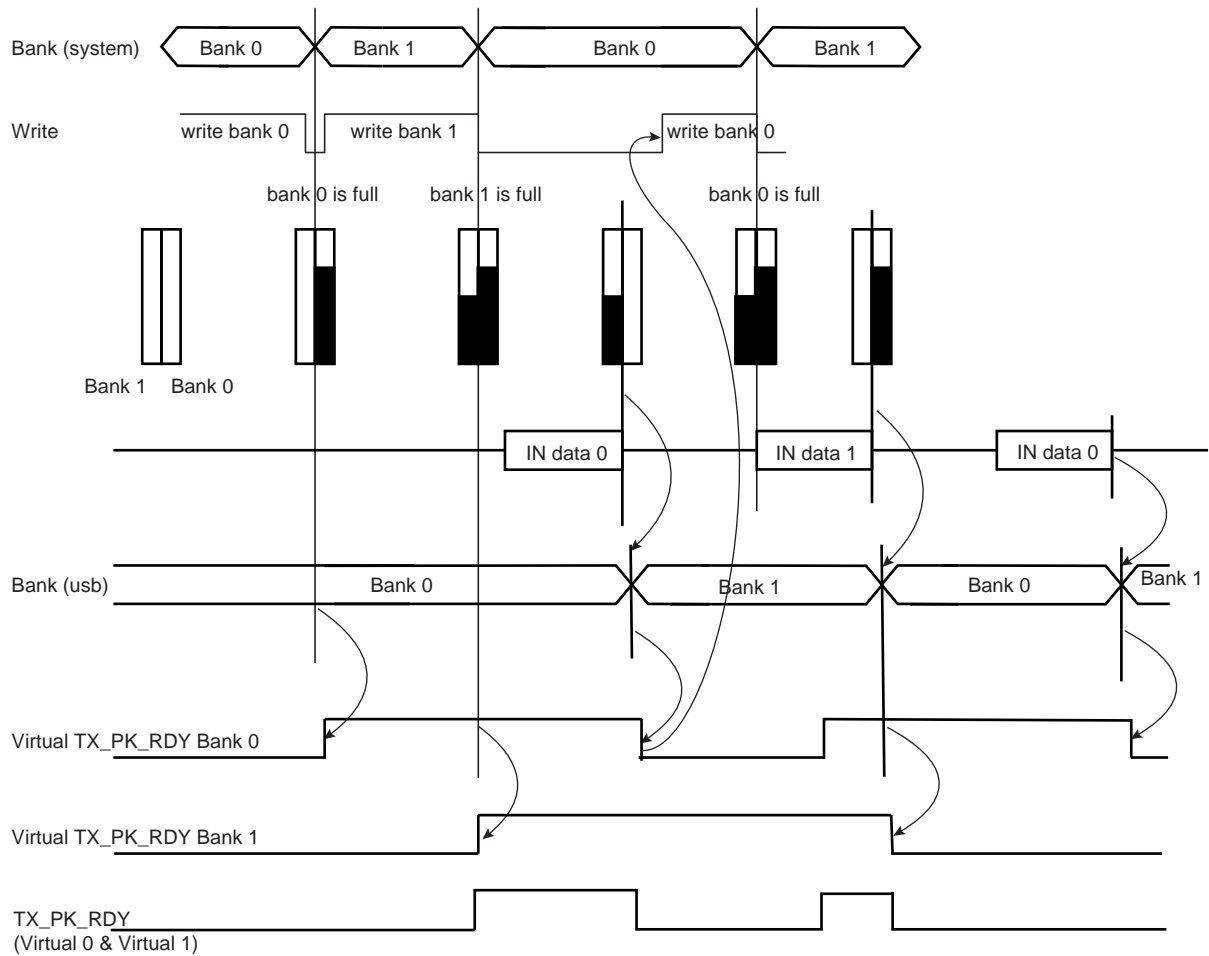 Bank (system) Bank 0 Bank 1 Bank 0 Bank 1
Write write bank 0 write bank 1 write bank 0
bank 0 is full bank 1 is full bank 0 is full
Bank 1 Bank 0
IN data 0 IN data 1 IN data 0
Bank (usb) Bank 0 Bank 1 Bank 0 Bank 1
Virtual TX_PK_RDY Bank 0
Virtual TX_PK_RDY Bank 1
TX_PK_RDY
(Virtual 0 & Virtual 1)